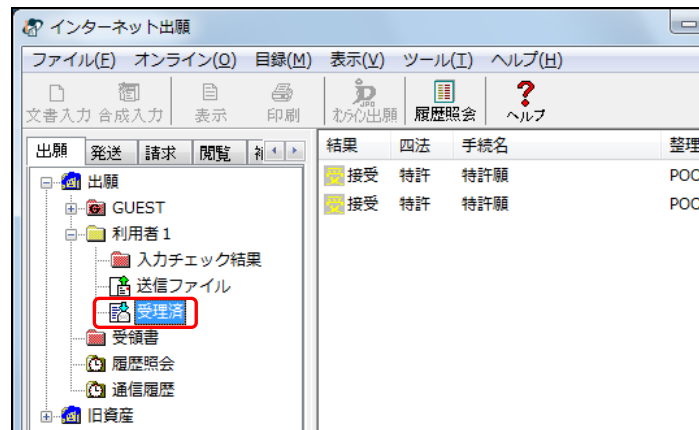 インターネット出願
ファイル(F) オンライン(O) 目録(M) 表示(V) ツール(T) ヘルプ(H)
文書入力 合成入力 表示 印刷 オンライン出願 履歴照会 ヘルプ
出願 発送 請求 閲覧
結果 四法 手続名 整理
出願
受 接受 特許 特許願 POC
GUEST
受 接受 特許 特許願 POC
利用者1
入力チェック結果
送信ファイル
受理済
受領書
履歴照会
通信履歴
旧資産